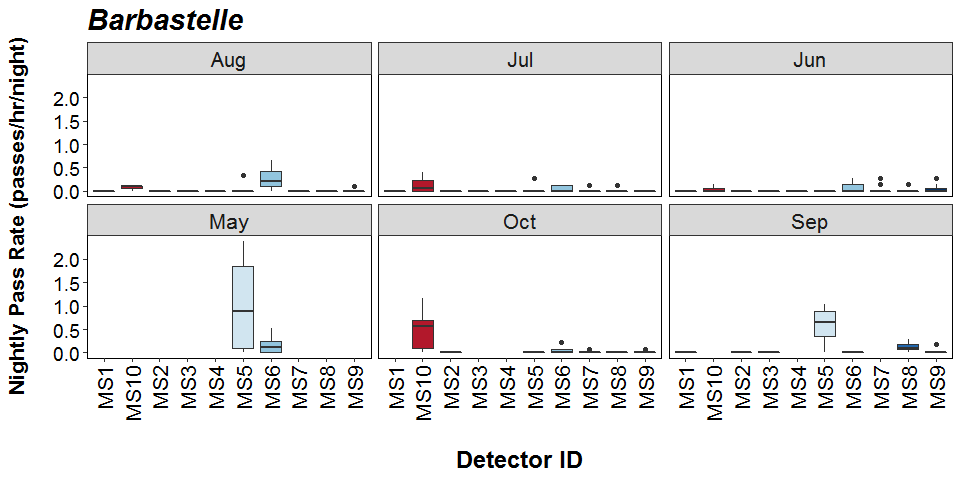 Barbastelle
Nightly Pass Rate (passes/hr/night)
Aug Jul Jun
2.0
1.5
1.0
0.5
0.0
May Oct Sep
2.0
1.5
1.0
0.5
0.0
MS1 MS10 MS2 MS3 MS4 MS5 MS6 MS7 MS8 MS9 MS1 MS10 MS2 MS3 MS4 MS5 MS6 MS7 MS8 MS9 MS1 MS10 MS2 MS3 MS4 MS5 MS6 MS7 MS8 MS9
Detector ID